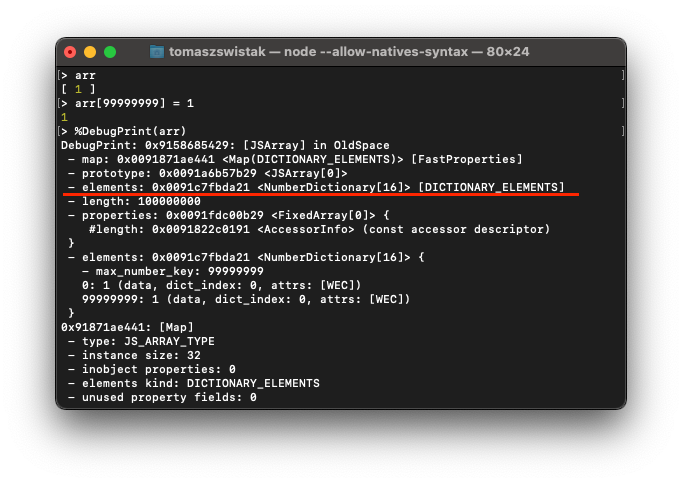 tomaszswistak — node --allow-natives-syntax — 80×24
[> arr ]
[ 1 ]
[> arr[99999999] = 1 ]
1
[> %DebugPrint(arr) ]
DebugPrint: 0x9158685429: [JSArray] in OldSpace
 - map: 0x0091871ae441 <Map(DICTIONARY_ELEMENTS)> [FastProperties]
 - prototype: 0x0091a6b57b29 <JSArray[0]>
 - elements: 0x0091c7fbda21 <NumberDictionary[16]> [DICTIONARY_ELEMENTS]
 - length: 100000000
 - properties: 0x0091fdc00b29 <FixedArray[0]> {
    #length: 0x0091822c0191 <AccessorInfo> (const accessor descriptor)
 }
 - elements: 0x0091c7fbda21 <NumberDictionary[16]> {
   - max_number_key: 99999999
   0: 1 (data, dict_index: 0, attrs: [WEC])
   99999999: 1 (data, dict_index: 0, attrs: [WEC])
 }
0x91871ae441: [Map]
 - type: JS_ARRAY_TYPE
 - instance size: 32
 - inobject properties: 0
 - elements kind: DICTIONARY_ELEMENTS
 - unused property fields: 0